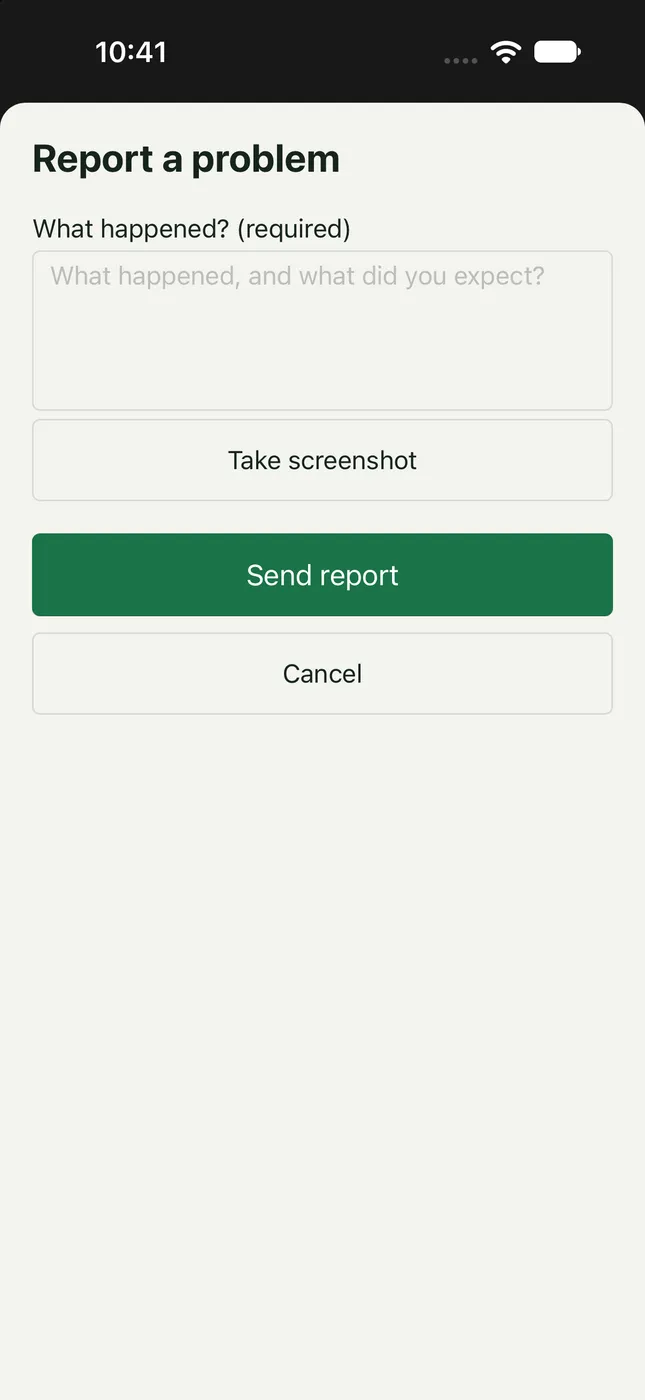 10:41
Report a problem
What happened? (required)
What happened, and what did you expect?
Take screenshot
Send report
Cancel